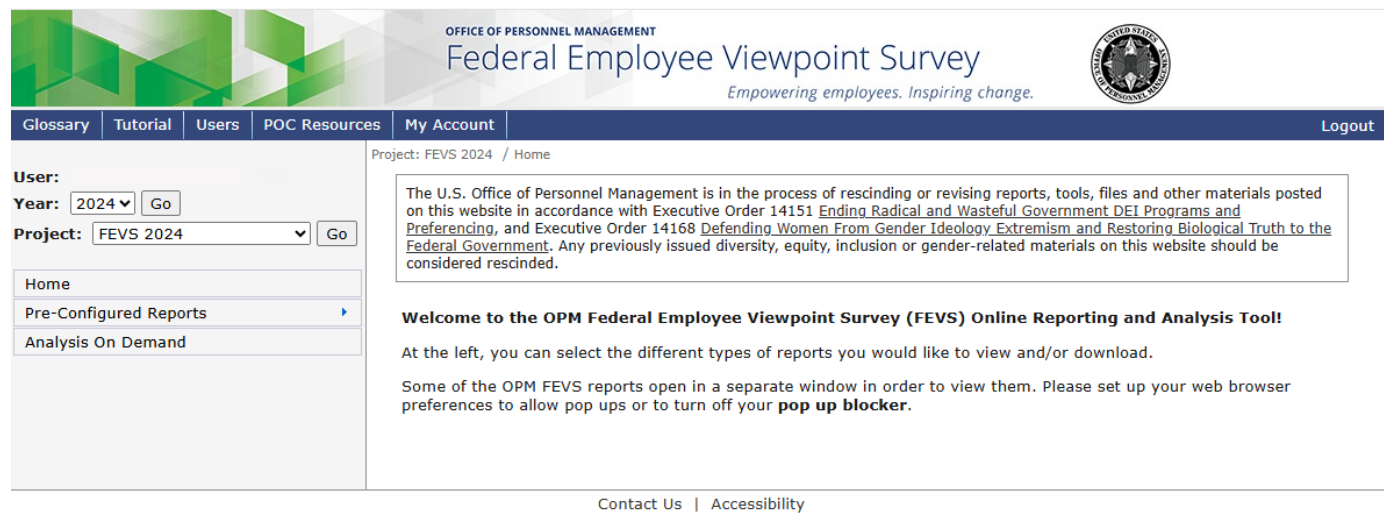 OFFICE OF PERSONNEL MANAGEMENT
Federal Employee Viewpoint Survey
Empowering employees. Inspiring change.
UNITED STATES OFFICE OF PERSONNEL MANAGEMENT
Glossary Tutorial Users POC Resources My Account Logout
Project: FEVS 2024 / Home
User:
Year: 2024 Go
Project: FEVS 2024 Go
Home
Pre-Configured Reports
Analysis On Demand
The U.S. Office of Personnel Management is in the process of rescinding or revising reports, tools, files and other materials posted
on this website in accordance with Executive Order 14151 Ending Radical and Wasteful Government DEI Programs and
Preferencing, and Executive Order 14168 Defending Women From Gender Ideology Extremism and Restoring Biological Truth to the
Federal Government. Any previously issued diversity, equity, inclusion or gender-related materials on this website should be
considered rescinded.
Welcome to the OPM Federal Employee Viewpoint Survey (FEVS) Online Reporting and Analysis Tool!
At the left, you can select the different types of reports you would like to view and/or download.
Some of the OPM FEVS reports open in a separate window in order to view them. Please set up your web browser
preferences to allow pop ups or to turn off your pop up blocker.
Contact Us | Accessibility